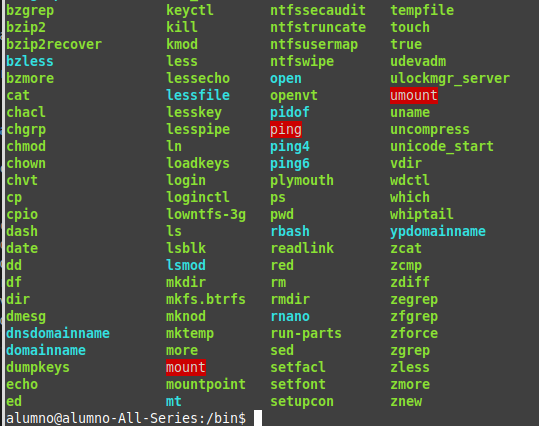 bzgrep keyctl ntfssecaudit tempfile
bzip2 kill ntfstruncate touch
bzip2recover kmod ntfsusermap true
bzless less ntfswipe udevadm
bzmore lessecho open ulockmgr_server
cat lessfile openvt umount
chacl lesskey pidof uname
chgrp lesspipe ping uncompress
chmod ln ping4 unicode_start
chown loadkeys ping6 vdir
chvt login plymouth wdctl
cp loginctl ps which
cpio lowntfs-3g pwd whiptail
dash ls rbash ypdomainname
date lsblk readlink zcat
dd lsmod red zcmp
df mkdir rm zdiff
dir mkfs.btrfs rmdir zegrep
dmesg mknod rnano zfgrep
dnsdomainname mktemp run-parts zforce
domainname more sed zgrep
dumpkeys mount setfacl zless
echo mountpoint setfont zmore
ed mt setupcon znew
alumno@alumno-All-Series:/bin$